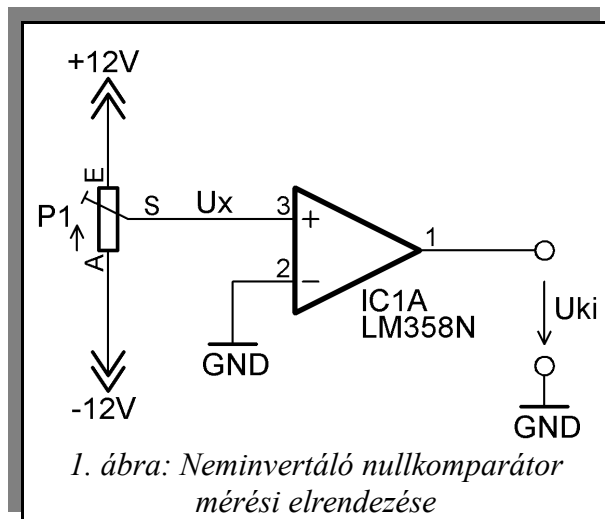 +12V
E
P1
S
Ux
3
+
A
2
-
1
IC1A
LM358N
Uki
GND
-12V
GND
1. ábra: Neminvertáló nullkomparátor
mérési elrendezése